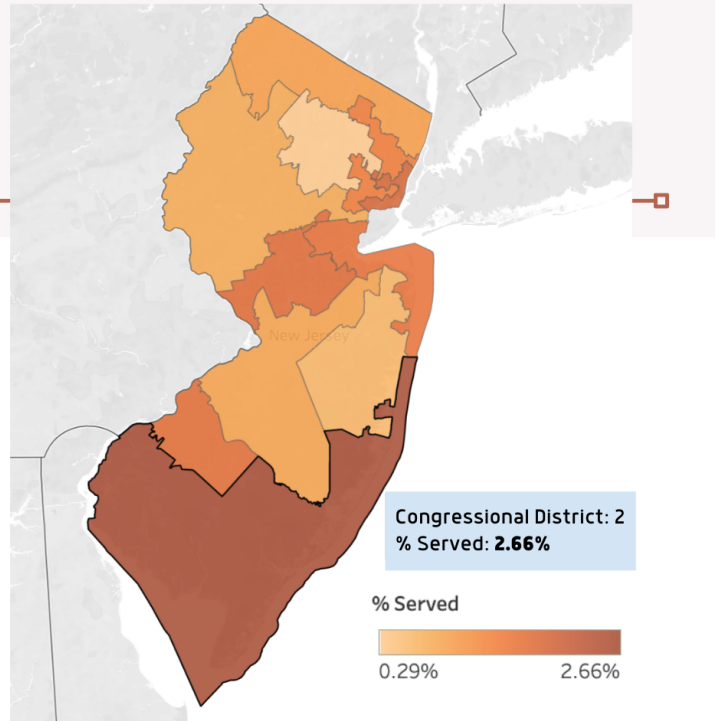 New Jersey
Congressional District: 2
% Served: 2.66%
% Served
0.29% 2.66%